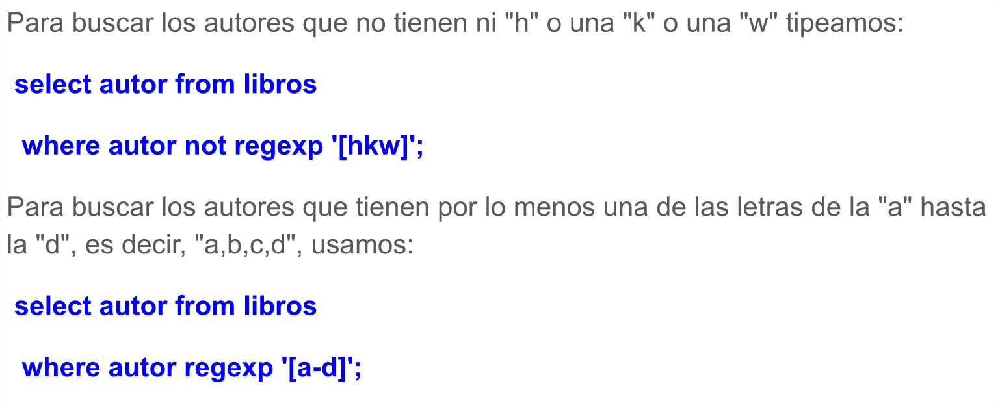 Para buscar los autores que no tienen ni "h" o una "k" o una "w" tipeamos:
select autor from libros
where autor not regexp '[hkw]';
Para buscar los autores que tienen por lo menos una de las letras de la "a" hasta
la "d", es decir, "a,b,c,d", usamos:
select autor from libros
where autor regexp '[a-d]';